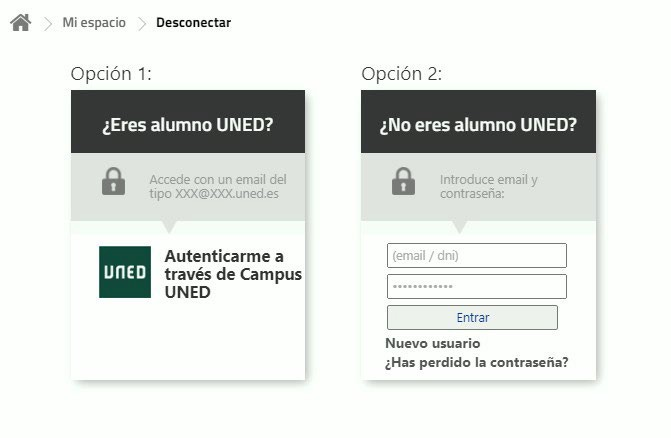 Mi espacio Desconectar
Opción 1:
¿Eres alumno UNED?
Accede con un email del
tipo XXX@XXX.uned.es
UNED
Autenticarme a
través de Campus
UNED
Opción 2:
¿No eres alumno UNED?
Introduce email y
contraseña:
(email / dni)
••••••••••••
Entrar
Nuevo usuario
¿Has perdido la contraseña?